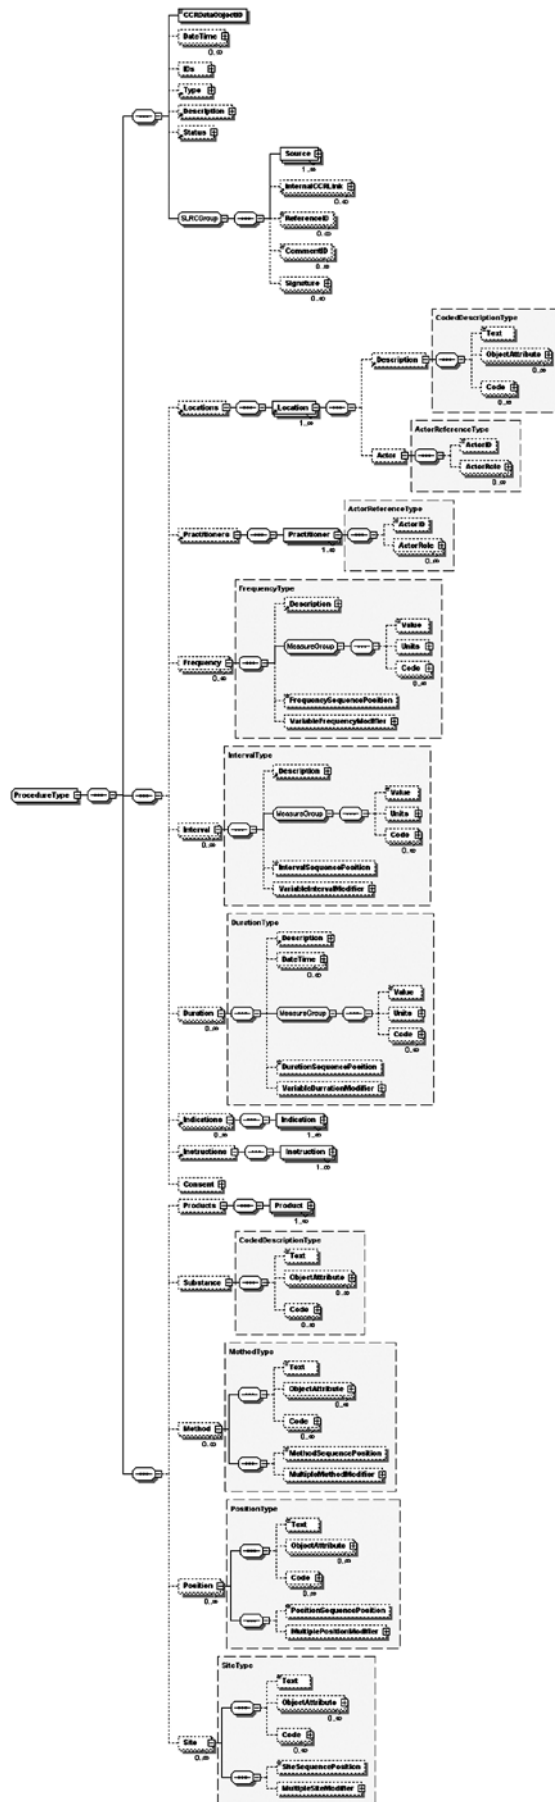 CCRDataObjectID
DateTime
0..∞
IDs
Type
Description
Status
Source
1..∞
InternalCCRLink
0..∞
SLRCGroup
ReferenceID
0..∞
CommentID
0..∞
Signature
0..∞
CodedDescriptionType
Text
Description
ObjectAttribute
0..∞
Code
0..∞
Locations
Location
1..∞
ActorReferenceType
ActorID
Actor
ActorRole
0..∞
ActorReferenceType
ActorID
Practitioners
Practitioner
1..∞
ActorRole
0..∞
FrequencyType
Description
Value
MeasureGroup
Units
Code
0..∞
Frequency
0..∞
FrequencySequencePosition
VariableFrequencyModifier
IntervalType
Description
Value
ProcedureType
MeasureGroup
Units
Code
0..∞
Interval
0..∞
IntervalSequencePosition
VariableIntervalModifier
DurationType
Description
DateTime
0..∞
Value
Duration
0..∞
MeasureGroup
Units
Code
0..∞
DurationSequencePosition
VariableDurrationModifier
Indications
0..∞
Indication
1..∞
Instructions
Instruction
1..∞
Consent
Products
Product
1..∞
CodedDescriptionType
Text
Substance
ObjectAttribute
0..∞
Code
0..∞
MethodType
Text
ObjectAttribute
0..∞
Code
0..∞
Method
0..∞
MethodSequencePosition
MultipleMethodModifier
PositionType
Text
ObjectAttribute
0..∞
Code
0..∞
Position
0..∞
PositionSequencePosition
MultiplePositionModifier
SiteType
Text
ObjectAttribute
0..∞
Code
0..∞
Site
0..∞
SiteSequencePosition
MultipleSiteModifier